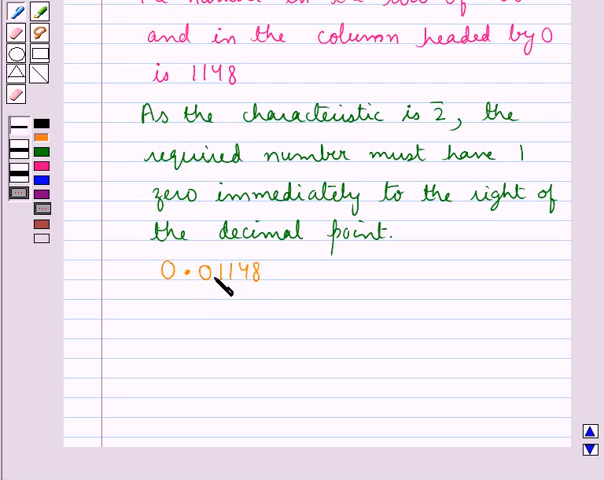 and in the column headed by 0
is 1148
As the characteristic is 2̅, the
required number must have 1
zero immediately to the right of
the decimal point.
0.01148